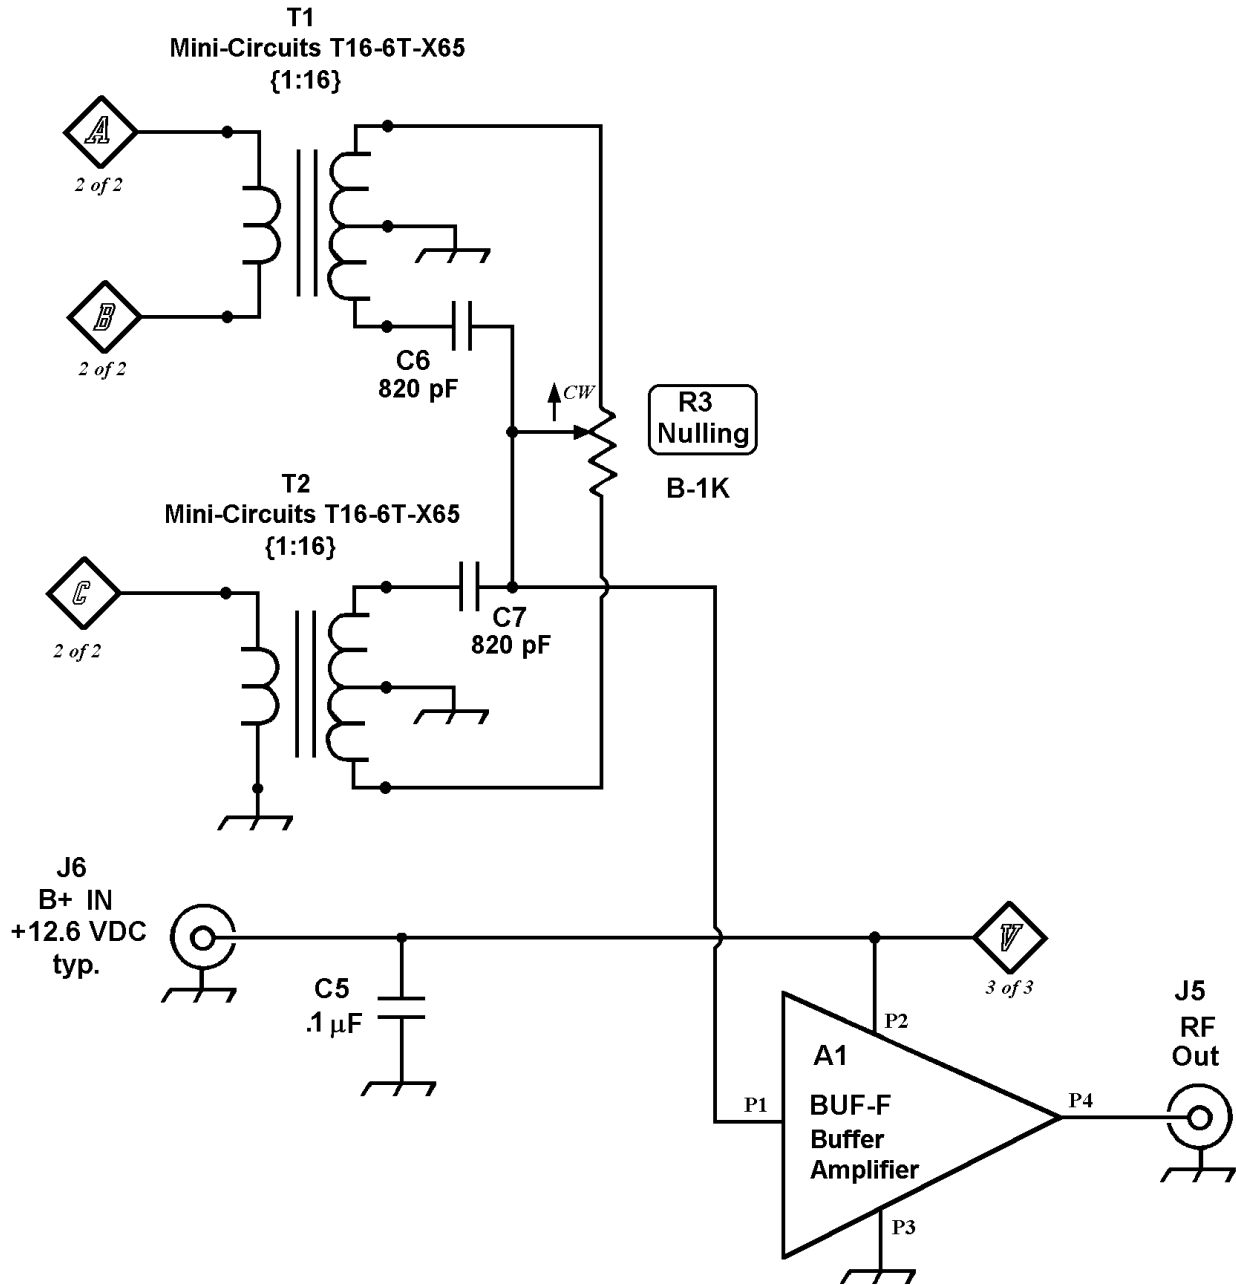 T1
Mini-Circuits T16-6T-X65
{1:16}
A
2 of 2
B
2 of 2
C6
820 pF
CW
R3
Nulling
B-1K
T2
Mini-Circuits T16-6T-X65
{1:16}
C
2 of 2
C7
820 pF
J6
B+ IN
+12.6 VDC
typ.
C5
.1 µF
V
3 of 3
J5
RF
Out
P2
A1
BUF-F
Buffer
Amplifier
P1
P4
P3